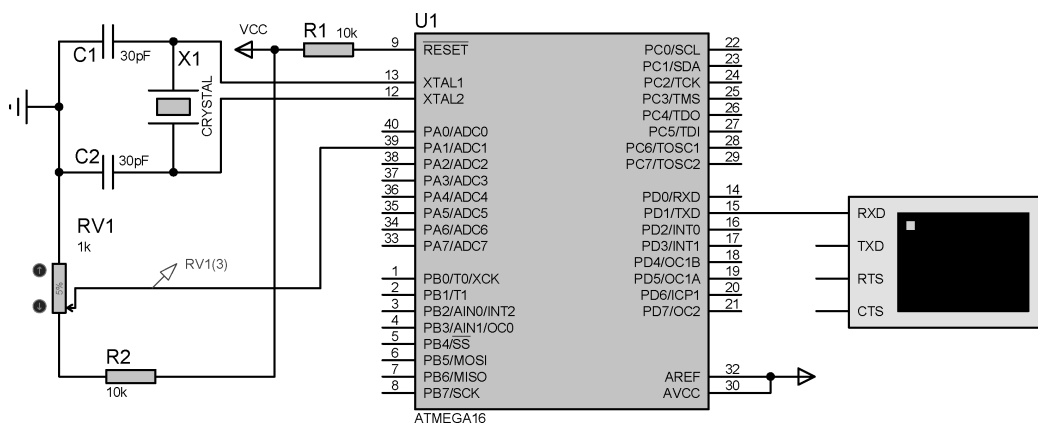 U1
VCC
R1
10k
C1
30pF
X1
CRYSTAL
C2
30pF
RV1
1k
5%
RV1(3)
R2
10k
9 RESET
13 XTAL1
12 XTAL2
40 PA0/ADC0
39 PA1/ADC1
38 PA2/ADC2
37 PA3/ADC3
36 PA4/ADC4
35 PA5/ADC5
34 PA6/ADC6
33 PA7/ADC7
1 PB0/T0/XCK
2 PB1/T1
3 PB2/AIN0/INT2
4 PB3/AIN1/OC0
5 PB4/SS
6 PB5/MOSI
7 PB6/MISO
8 PB7/SCK
PC0/SCL 22
PC1/SDA 23
PC2/TCK 24
PC3/TMS 25
PC4/TDO 26
PC5/TDI 27
PC6/TOSC1 28
PC7/TOSC2 29
PD0/RXD 14
PD1/TXD 15
PD2/INT0 16
PD3/INT1 17
PD4/OC1B 18
PD5/OC1A 19
PD6/ICP1 20
PD7/OC2 21
AREF 32
AVCC 30
ATMEGA16
RXD
TXD
RTS
CTS